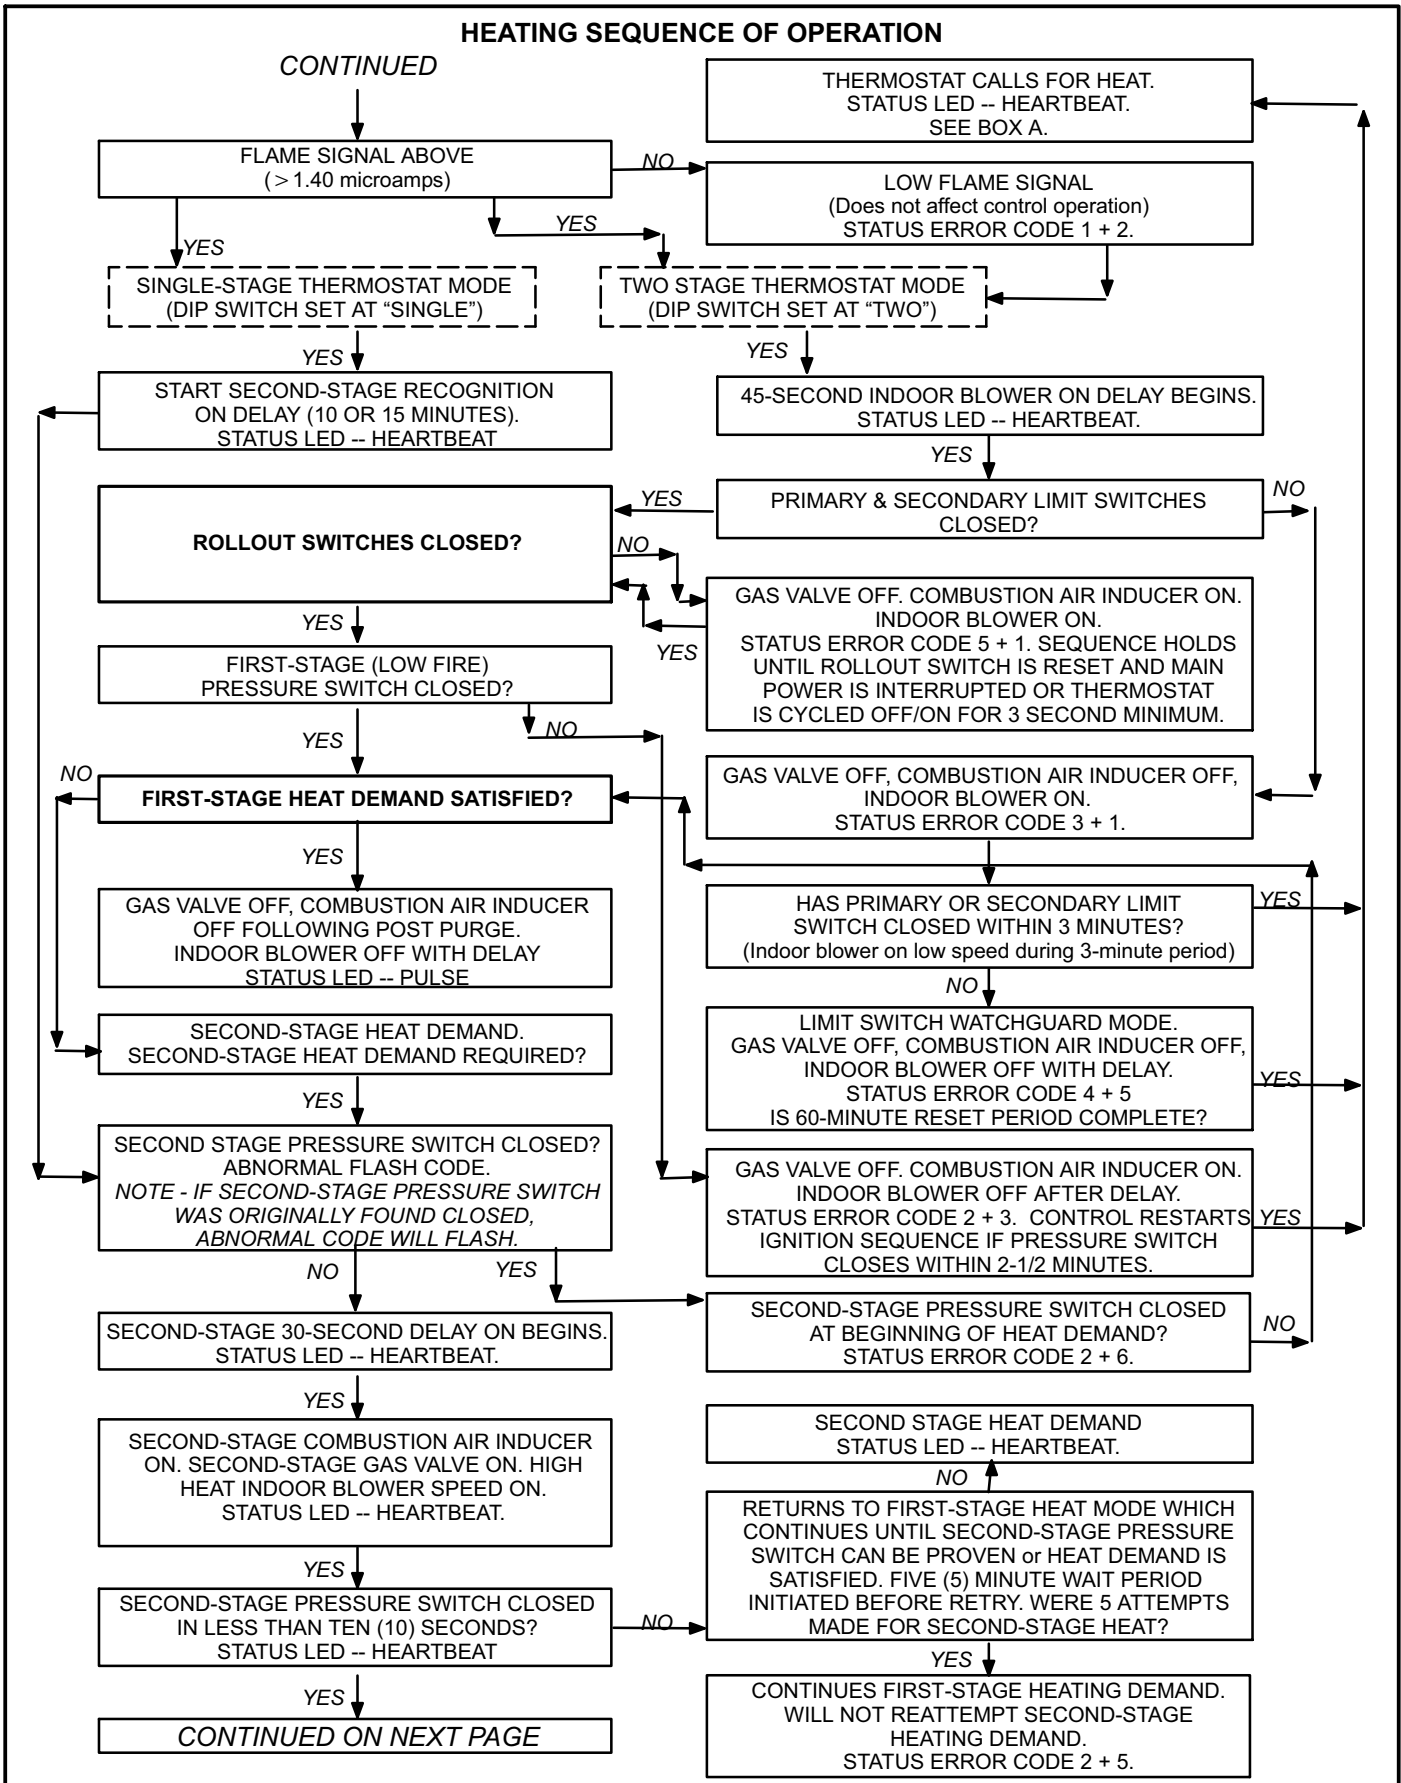 HEATING SEQUENCE OF OPERATION
CONTINUED
THERMOSTAT CALLS FOR HEAT.
STATUS LED -- HEARTBEAT.
SEE BOX A.
FLAME SIGNAL ABOVE
(>1.40 microamps)
NO
LOW FLAME SIGNAL
(Does not affect control operation)
STATUS ERROR CODE 1 + 2.
YES
YES
SINGLE-STAGE THERMOSTAT MODE
(DIP SWITCH SET AT “SINGLE”)
TWO STAGE THERMOSTAT MODE
(DIP SWITCH SET AT “TWO”)
YES
YES
START SECOND-STAGE RECOGNITION
ON DELAY (10 OR 15 MINUTES).
STATUS LED -- HEARTBEAT
45-SECOND INDOOR BLOWER ON DELAY BEGINS.
STATUS LED -- HEARTBEAT.
YES
PRIMARY & SECONDARY LIMIT SWITCHES
CLOSED?
YES
NO
ROLLOUT SWITCHES CLOSED?
NO
YES
GAS VALVE OFF. COMBUSTION AIR INDUCER ON.
INDOOR BLOWER ON.
STATUS ERROR CODE 5 + 1. SEQUENCE HOLDS
UNTIL ROLLOUT SWITCH IS RESET AND MAIN
POWER IS INTERRUPTED OR THERMOSTAT
IS CYCLED OFF/ON FOR 3 SECOND MINIMUM.
YES
FIRST-STAGE (LOW FIRE)
PRESSURE SWITCH CLOSED?
NO
YES
GAS VALVE OFF, COMBUSTION AIR INDUCER OFF,
INDOOR BLOWER ON.
STATUS ERROR CODE 3 + 1.
NO
FIRST-STAGE HEAT DEMAND SATISFIED?
YES
HAS PRIMARY OR SECONDARY LIMIT
SWITCH CLOSED WITHIN 3 MINUTES?
(Indoor blower on low speed during 3-minute period)
YES
GAS VALVE OFF, COMBUSTION AIR INDUCER
OFF FOLLOWING POST PURGE.
INDOOR BLOWER OFF WITH DELAY
STATUS LED -- PULSE
NO
LIMIT SWITCH WATCHGUARD MODE.
GAS VALVE OFF, COMBUSTION AIR INDUCER OFF,
INDOOR BLOWER OFF WITH DELAY.
STATUS ERROR CODE 4 + 5
IS 60-MINUTE RESET PERIOD COMPLETE?
YES
SECOND-STAGE HEAT DEMAND.
SECOND-STAGE HEAT DEMAND REQUIRED?
YES
SECOND STAGE PRESSURE SWITCH CLOSED?
ABNORMAL FLASH CODE.
NOTE - IF SECOND-STAGE PRESSURE SWITCH
WAS ORIGINALLY FOUND CLOSED,
ABNORMAL CODE WILL FLASH.
GAS VALVE OFF. COMBUSTION AIR INDUCER ON.
INDOOR BLOWER OFF AFTER DELAY.
STATUS ERROR CODE 2 + 3. CONTROL RESTARTS
IGNITION SEQUENCE IF PRESSURE SWITCH
CLOSES WITHIN 2-1/2 MINUTES.
YES
NO
YES
SECOND-STAGE PRESSURE SWITCH CLOSED
AT BEGINNING OF HEAT DEMAND?
STATUS ERROR CODE 2 + 6.
NO
SECOND-STAGE 30-SECOND DELAY ON BEGINS.
STATUS LED -- HEARTBEAT.
YES
SECOND-STAGE COMBUSTION AIR INDUCER
ON. SECOND-STAGE GAS VALVE ON. HIGH
HEAT INDOOR BLOWER SPEED ON.
STATUS LED -- HEARTBEAT.
SECOND STAGE HEAT DEMAND
STATUS LED -- HEARTBEAT.
NO
RETURNS TO FIRST-STAGE HEAT MODE WHICH
CONTINUES UNTIL SECOND-STAGE PRESSURE
SWITCH CAN BE PROVEN or HEAT DEMAND IS
SATISFIED. FIVE (5) MINUTE WAIT PERIOD
INITIATED BEFORE RETRY. WERE 5 ATTEMPTS
MADE FOR SECOND-STAGE HEAT?
YES
SECOND-STAGE PRESSURE SWITCH CLOSED
IN LESS THAN TEN (10) SECONDS?
STATUS LED -- HEARTBEAT
NO
YES
CONTINUES FIRST-STAGE HEATING DEMAND.
WILL NOT REATTEMPT SECOND-STAGE
HEATING DEMAND.
STATUS ERROR CODE 2 + 5.
YES
CONTINUED ON NEXT PAGE